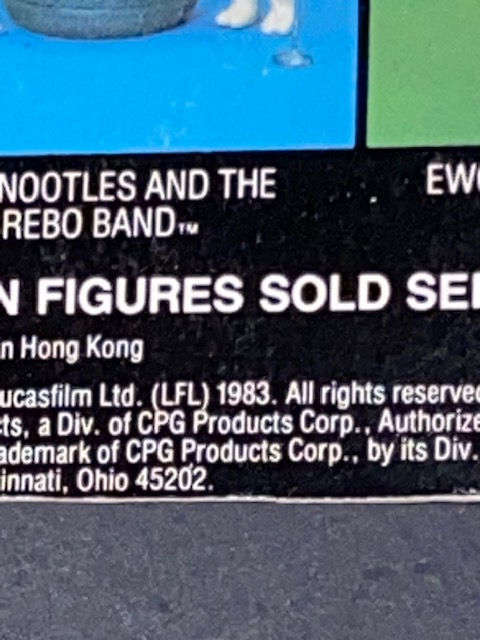 NOOTLES AND THE
REBO BAND™
EW
N FIGURES SOLD SE
n Hong Kong
ucasfilm Ltd. (LFL) 1983. All rights reserve
ts, a Div. of CPG Products Corp., Authorize
ademark of CPG Products Corp., by its Div.
innati, Ohio 45202.